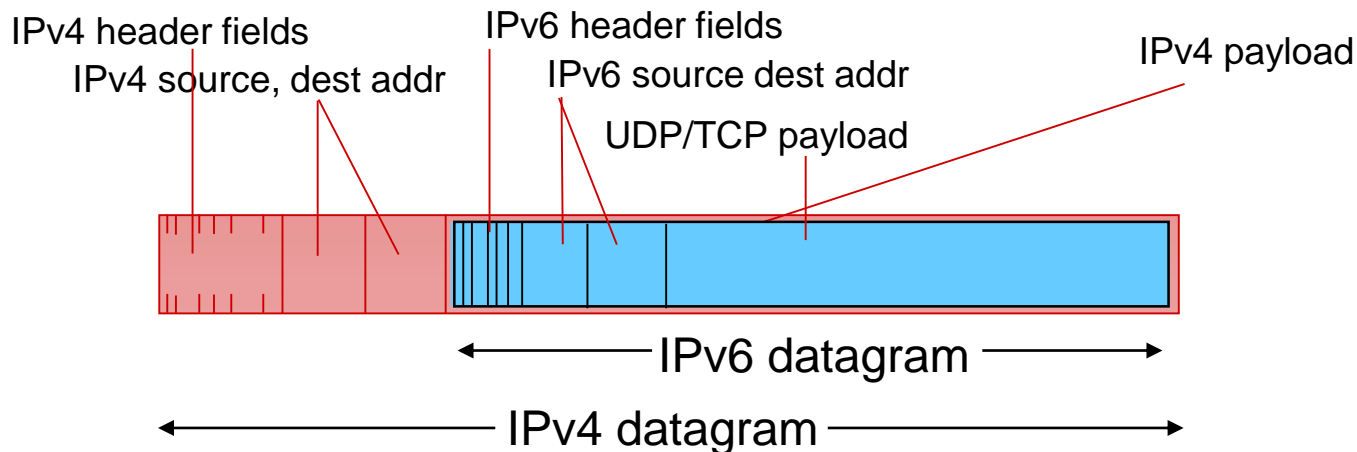 IPv4 header fields
IPv6 header fields
IPv4 payload
IPv4 source, dest addr
IPv6 source dest addr
UDP/TCP payload
IPv6 datagram
IPv4 datagram